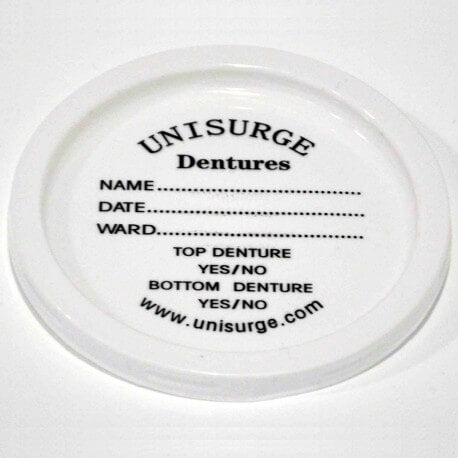 UNISURGE
Dentures
NAME..................................
DATE....................................
WARD..................................
TOP DENTURE
YES/NO
BOTTOM DENTURE
YES/NO
www.unisurge.com